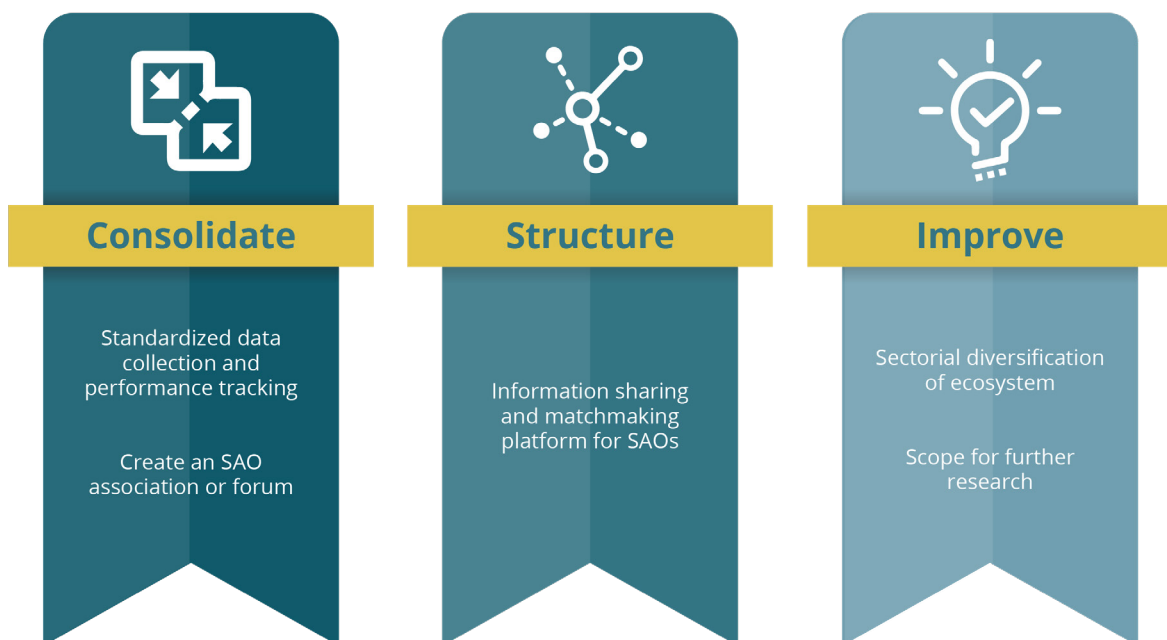 Consolidate
Standardized data
collection and
performance tracking
Create an SAO
association or forum
Structure
Information sharing
and matchmaking
platform for SAOs
Improve
Sectorial diversification
of ecosystem
Scope for further
research